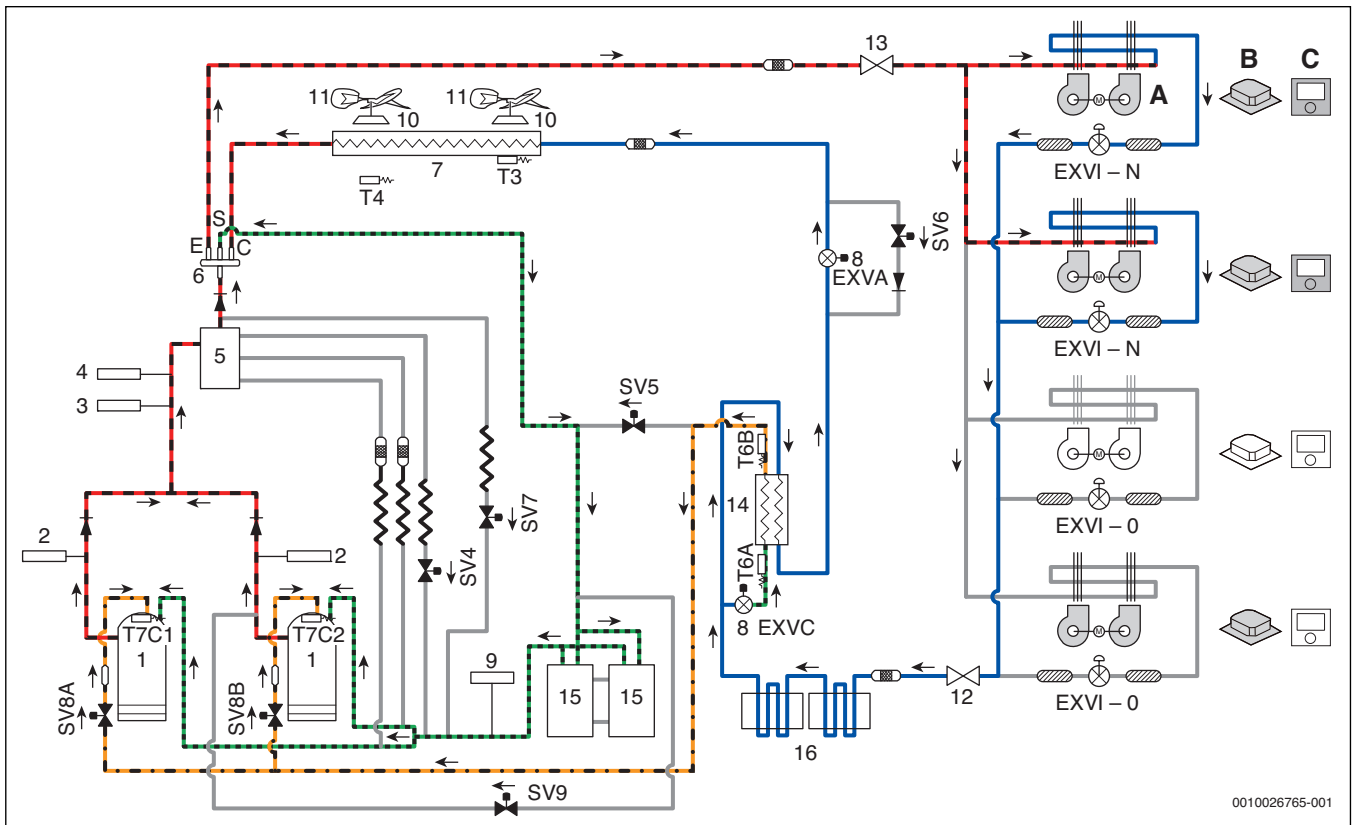 13
B
C
11
11
10
10
A
M
7
T3
T4
EXVI – N
S
E
C
6
SV6
8
EXVA
M
5
4
3
SV5
EXVI – N
T6B
SV7
14
M
SV4
2
2
T6A
EXVI – 0
T7C1
T7C2
1
1
8
EXVC
M
9
SV8A
SV8B
15
15
12
EXVI – 0
16
SV9
0010026765-001